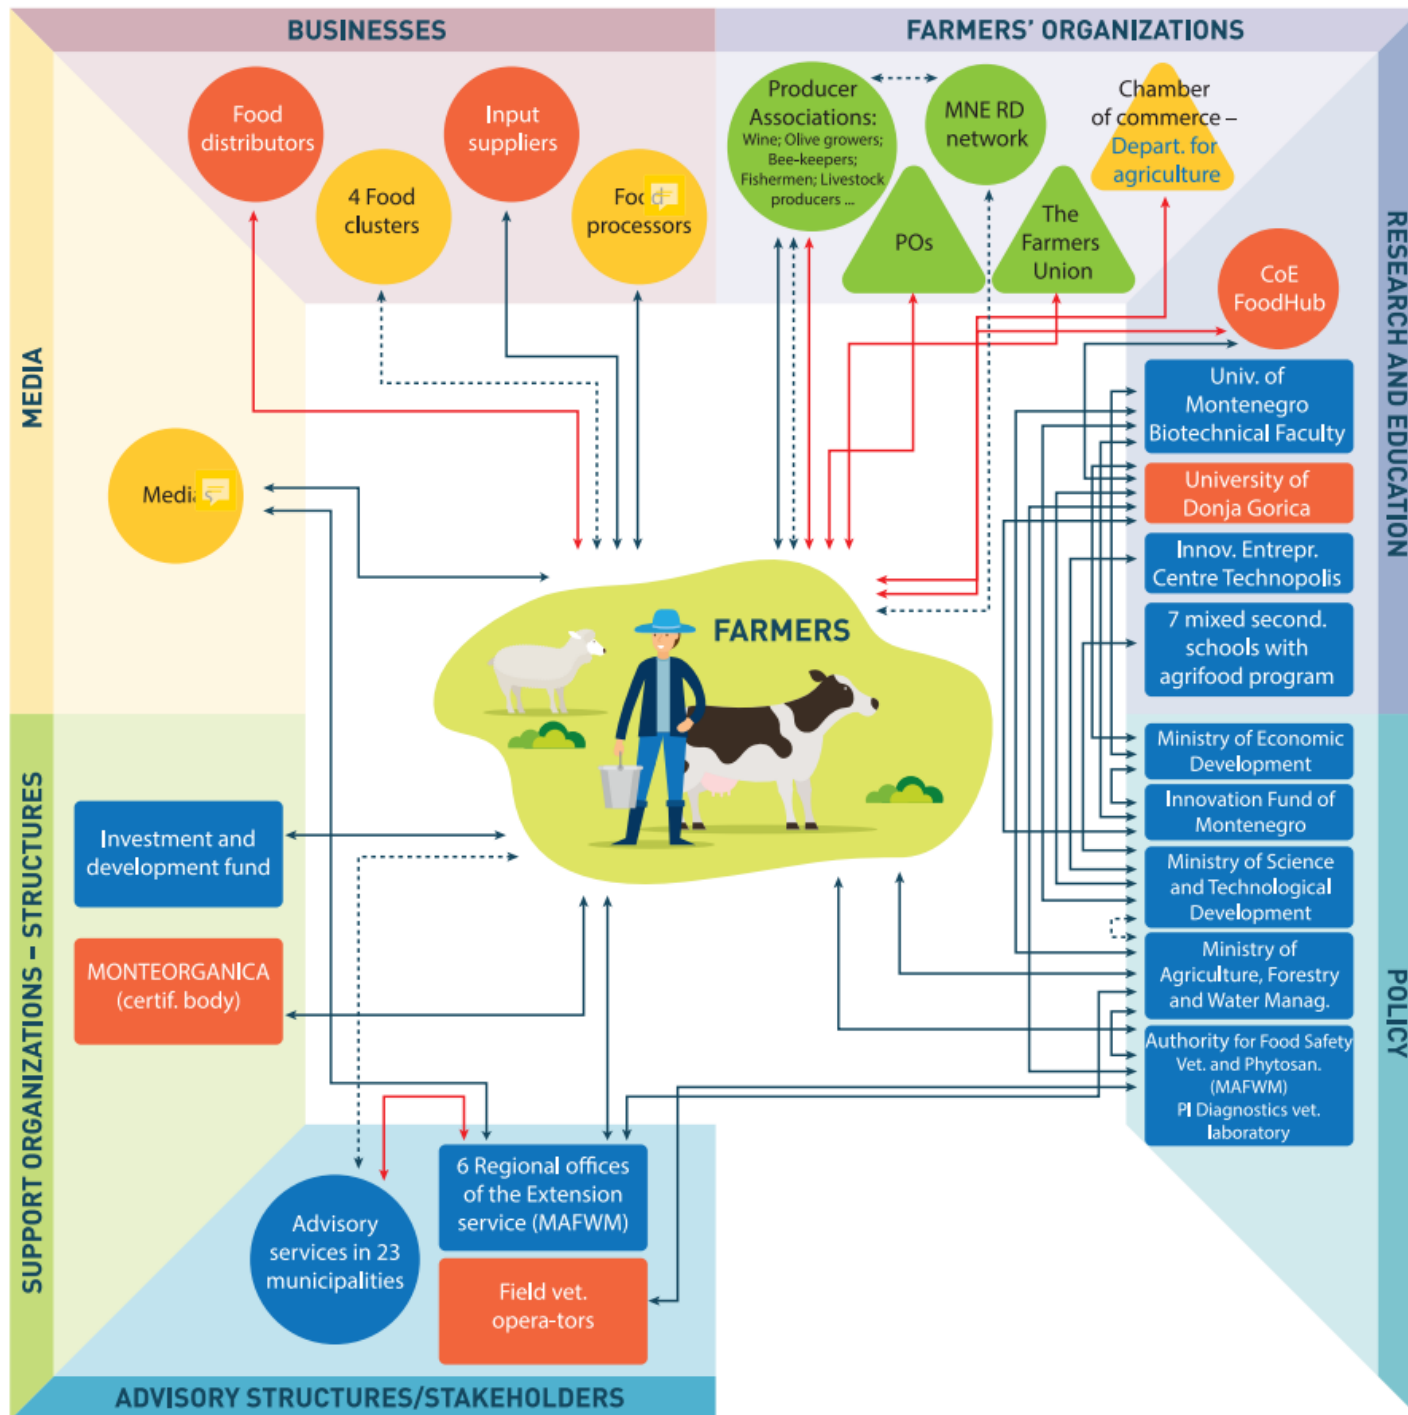 BUSINESSES
FARMERS' ORGANIZATIONS
MEDIA
RESEARCH AND EDUCATION
SUPPORT ORGANIZATIONS – STRUCTURES
POLICY
ADVISORY STRUCTURES/STAKEHOLDERS
Food
distributors
4 Food
clusters
Input
suppliers
Food
processors
Producer
Associations:
Wine; Olive growers;
Bee-keepers;
Fishermen; Livestock
producers ...
MNE RD
network
POs
The
Farmers
Union
Chamber
of commerce –
Depart. for
agriculture
CoE
FoodHub
Univ. of
Montenegro
Biotechnical Faculty
University of
Donja Gorica
Innov. Entrepr.
Centre Technopolis
7 mixed second.
schools with
agrifood program
Medias
FARMERS
Ministry of Economic
Development
Innovation Fund of
Montenegro
Ministry of Science
and Technological
Development
Ministry of
Agriculture, Forestry
and Water Manag.
Authority for Food Safety
Vet. and Phytosan.
(MAFWM)
PI Diagnostics vet.
laboratory
Investment and
development fund
MONTEORGANICA
(certif. body)
Advisory
services in 23
municipalities
6 Regional offices
of the Extension
service (MAFWM)
Field vet.
opera-tors